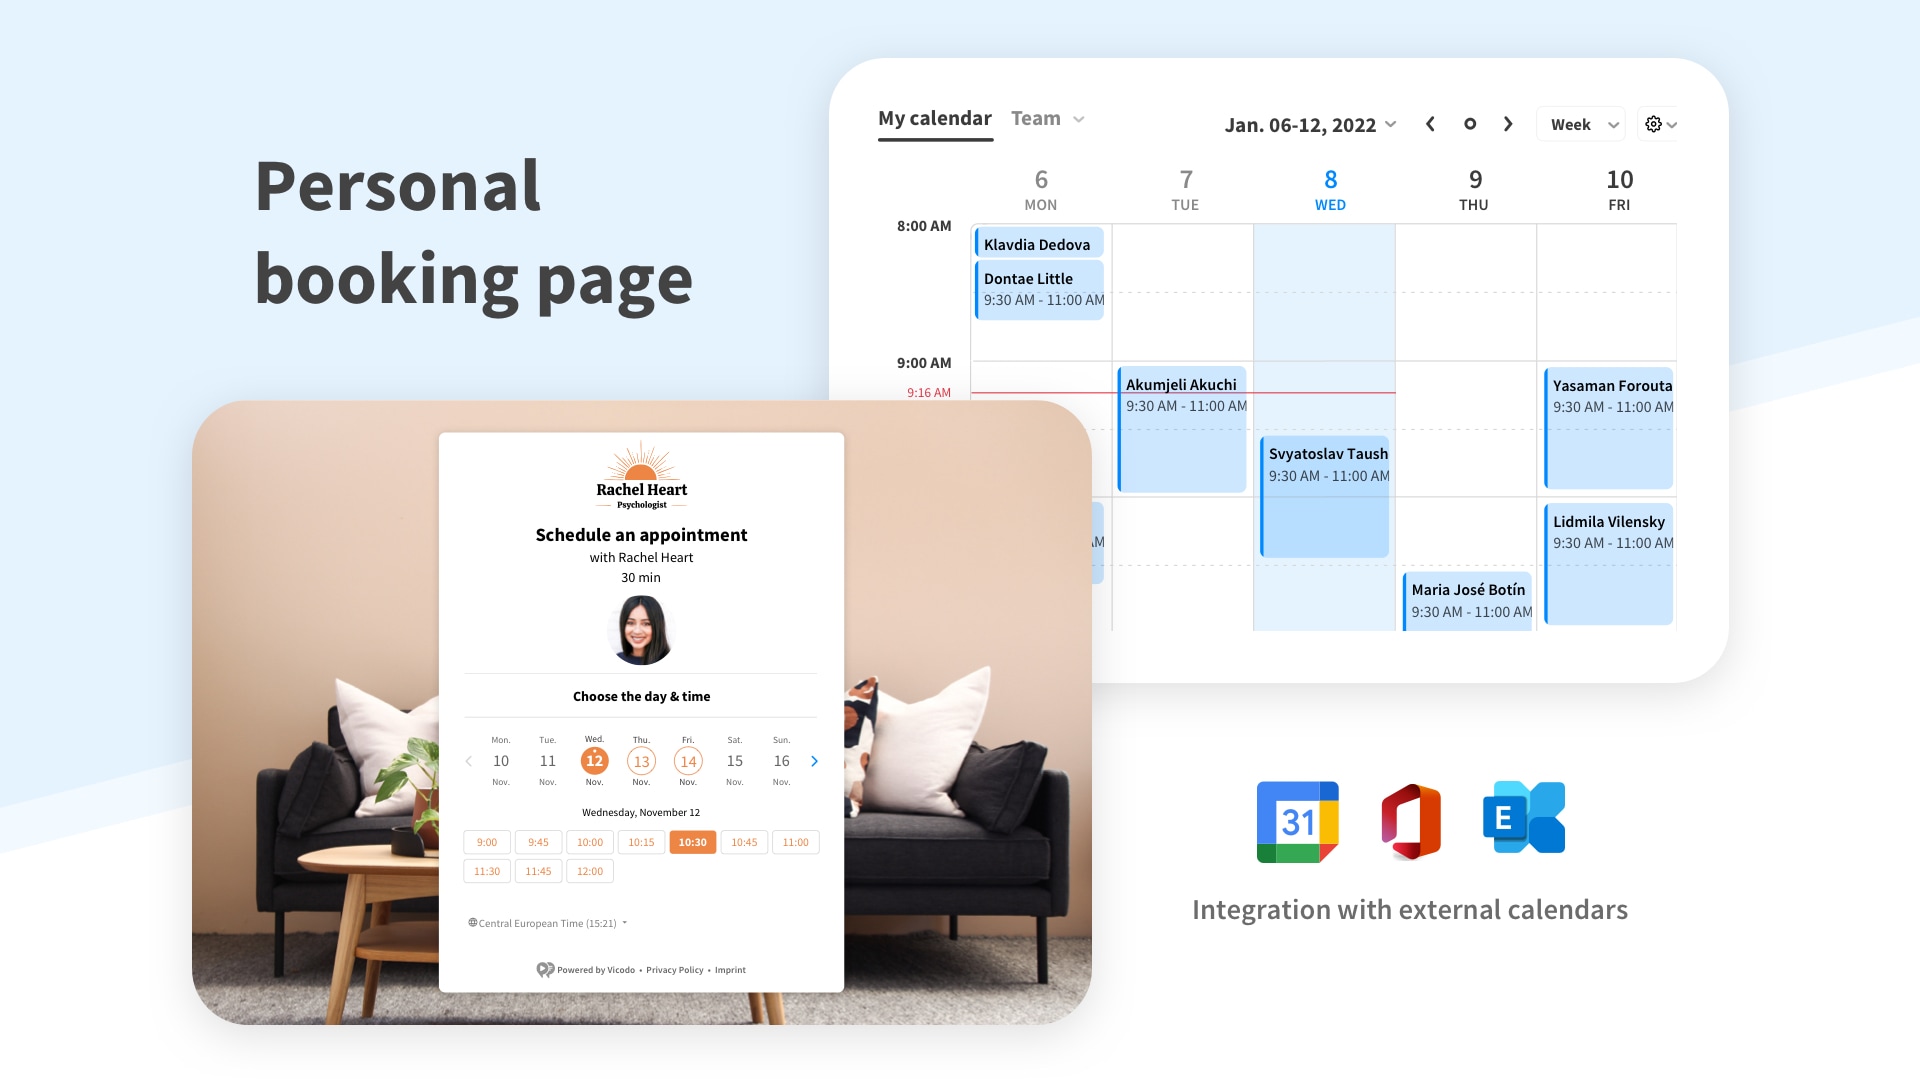 Personal
booking page
My calendar Team
Jan. 06-12, 2022
Week
6 7 8 9 10
MON TUE WED THU FRI
8:00 AM
Klavdia Dedova
Dontae Little
9:30 AM - 11:00 AM
9:00 AM
9:16 AM
Akumjeli Akuchi
9:30 AM - 11:00 AM
Yasaman Forouta
9:30 AM - 11:00 AM
Svyatoslav Taush
9:30 AM - 11:00 AM
Lidmila Vilensky
9:30 AM - 11:00 AM
Maria José Botín
9:30 AM - 11:00 AM
Rachel Heart
Psychologist
Schedule an appointment
with Rachel Heart
30 min
Choose the day & time
Mon. Tue. Wed. Thu. Fri. Sat. Sun.
10 11 12 13 14 15 16
Nov. Nov. Nov. Nov. Nov. Nov. Nov.
Wednesday, November 12
9:00 9:45 10:00 10:15 10:30 10:45 11:00
11:30 11:45 12:00
Central European Time (15:21)
Powered by Vicodo • Privacy Policy • Imprint
31
E
Integration with external calendars